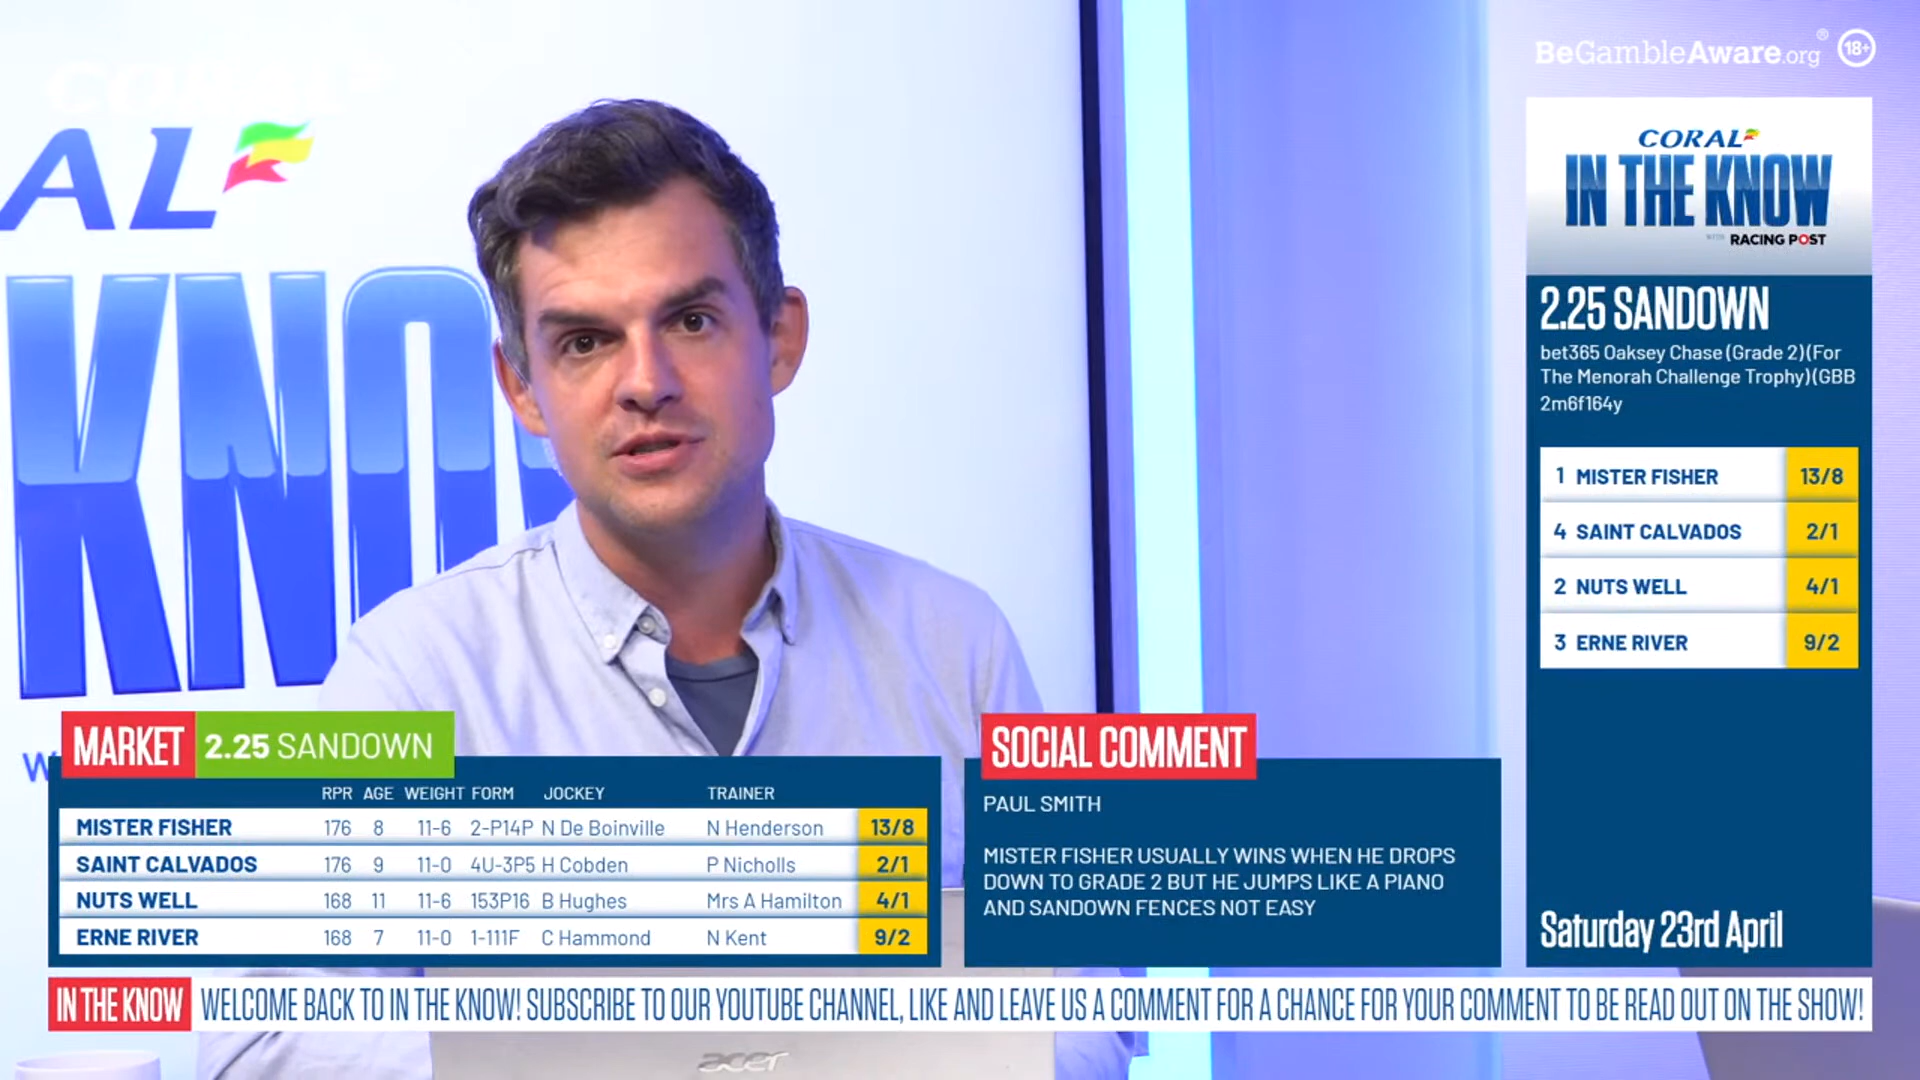 BeGambleAware.org® 18+
CORAL
AL
KNO
CORAL
IN THE KNOW
WITH RACING POST
2.25 SANDOWN
bet365 Oaksey Chase (Grade 2)(For
The Menorah Challenge Trophy)(GBB
2m6f164y
1 MISTER FISHER 13/8
4 SAINT CALVADOS 2/1
2 NUTS WELL 4/1
3 ERNE RIVER 9/2
Saturday 23rd April
W
MARKET 2.25 SANDOWN
RPR AGE WEIGHT FORM JOCKEY TRAINER
MISTER FISHER 176 8 11-6 2-P14P N De Boinville N Henderson 13/8
SAINT CALVADOS 176 9 11-0 4U-3P5 H Cobden P Nicholls 2/1
NUTS WELL 168 11 11-6 153P16 B Hughes Mrs A Hamilton 4/1
ERNE RIVER 168 7 11-0 1-111F C Hammond N Kent 9/2
SOCIAL COMMENT
PAUL SMITH
MISTER FISHER USUALLY WINS WHEN HE DROPS
DOWN TO GRADE 2 BUT HE JUMPS LIKE A PIANO
AND SANDOWN FENCES NOT EASY
IN THE KNOW WELCOME BACK TO IN THE KNOW! SUBSCRIBE TO OUR YOUTUBE CHANNEL, LIKE AND LEAVE US A COMMENT FOR A CHANCE FOR YOUR COMMENT TO BE READ OUT ON THE SHOW!
acer